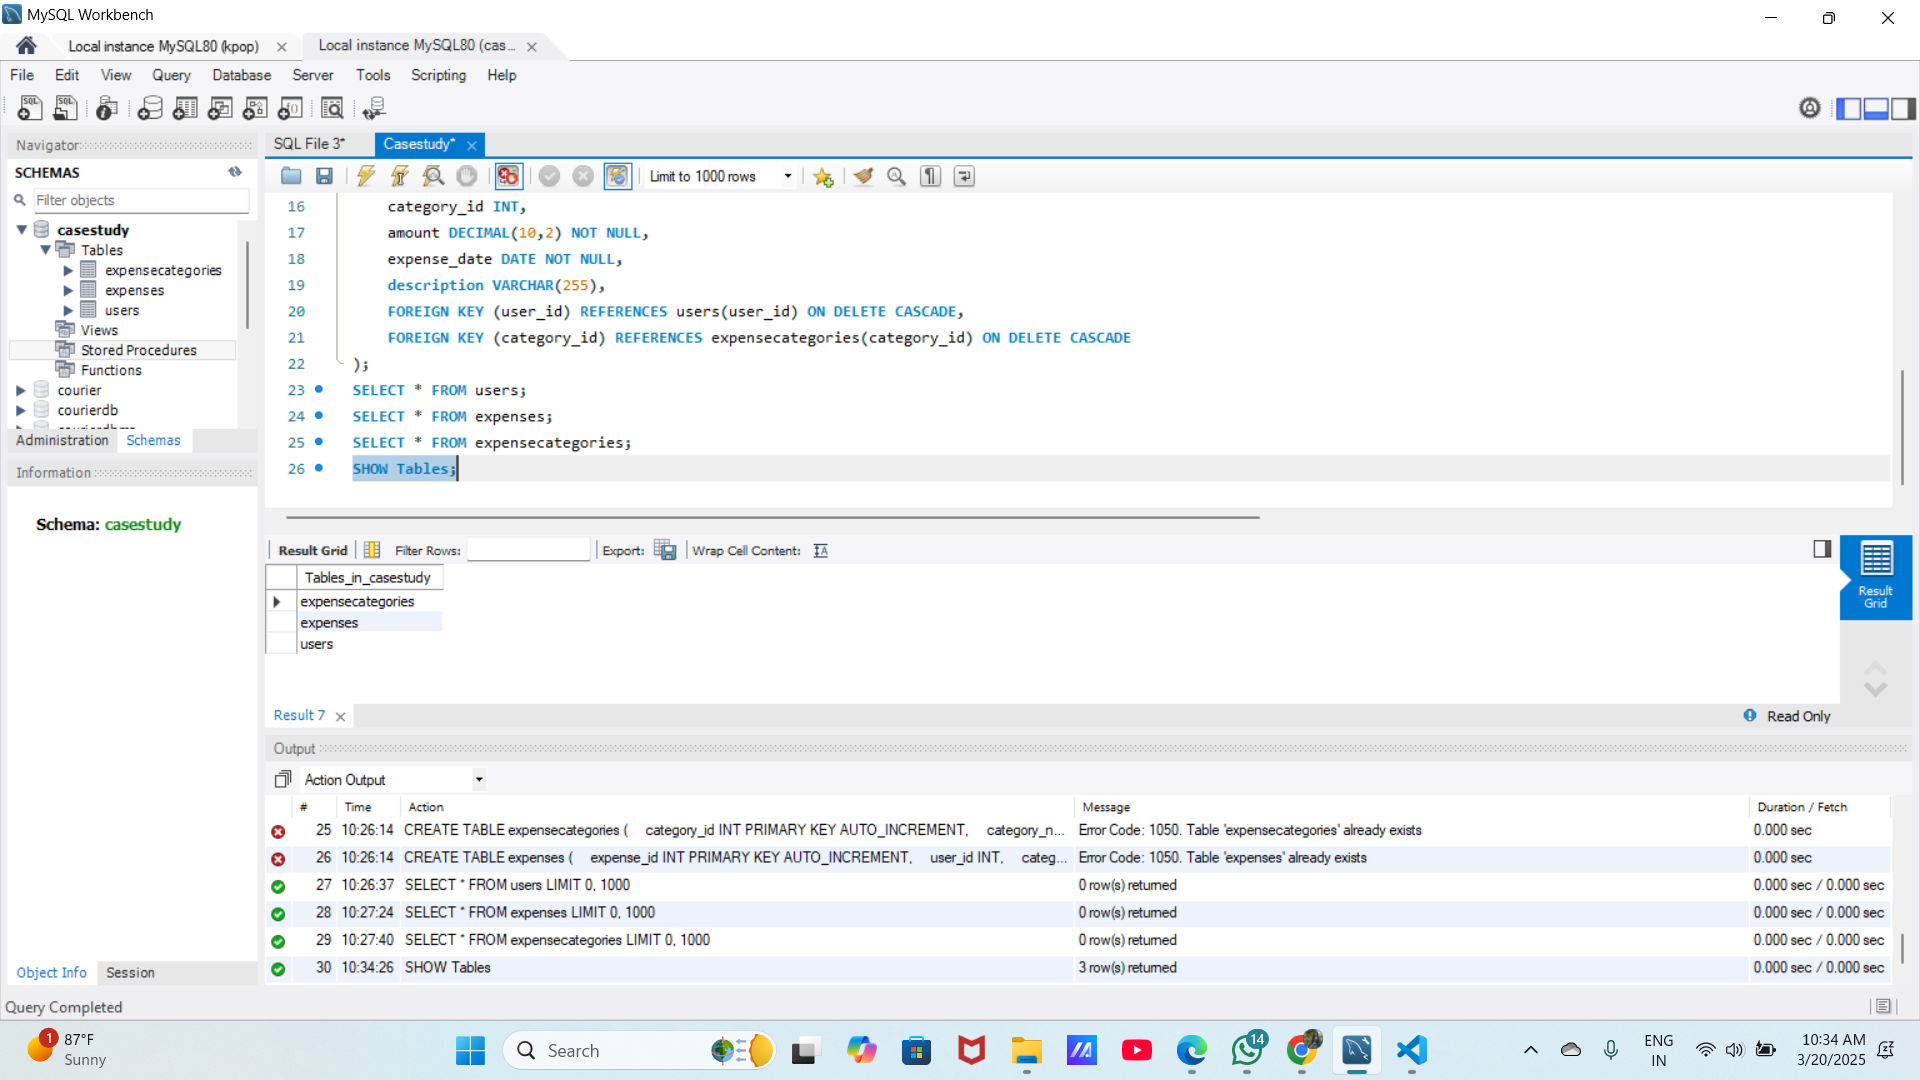 MySQL Workbench
Local instance MySQL80 (kpop)
Local instance MySQL80 (cas...
File Edit View Query Database Server Tools Scripting Help
Navigator
SCHEMAS
Filter objects
casestudy
Tables
expensecategories
expenses
users
Views
Stored Procedures
Functions
courier
courierdb
Administration Schemas
Information
Schema: casestudy
Object Info Session
SQL File 3* Casestudy*
Limit to 1000 rows
16 category_id INT,
17 amount DECIMAL(10,2) NOT NULL,
18 expense_date DATE NOT NULL,
19 description VARCHAR(255),
20 FOREIGN KEY (user_id) REFERENCES users(user_id) ON DELETE CASCADE,
21 FOREIGN KEY (category_id) REFERENCES expensecategories(category_id) ON DELETE CASCADE
22 );
23 SELECT * FROM users;
24 SELECT * FROM expenses;
25 SELECT * FROM expensecategories;
26 SHOW Tables;
Result Grid Filter Rows: Export: Wrap Cell Content:
Tables_in_casestudy
expensecategories
expenses
users
Result
Grid
Result 7
Read Only
Output
Action Output
# Time Action Message Duration / Fetch
25 10:26:14 CREATE TABLE expensecategories ( category_id INT PRIMARY KEY AUTO_INCREMENT, category_n... Error Code: 1050. Table 'expensecategories' already exists 0.000 sec
26 10:26:14 CREATE TABLE expenses ( expense_id INT PRIMARY KEY AUTO_INCREMENT, user_id INT, categ... Error Code: 1050. Table 'expenses' already exists 0.000 sec
27 10:26:37 SELECT * FROM users LIMIT 0, 1000 0 row(s) returned 0.000 sec / 0.000 sec
28 10:27:24 SELECT * FROM expenses LIMIT 0, 1000 0 row(s) returned 0.000 sec / 0.000 sec
29 10:27:40 SELECT * FROM expensecategories LIMIT 0, 1000 0 row(s) returned 0.000 sec / 0.000 sec
30 10:34:26 SHOW Tables 3 row(s) returned 0.000 sec / 0.000 sec
Query Completed
1
87°F
Sunny
Search
14
ENG
IN
10:34 AM
3/20/2025